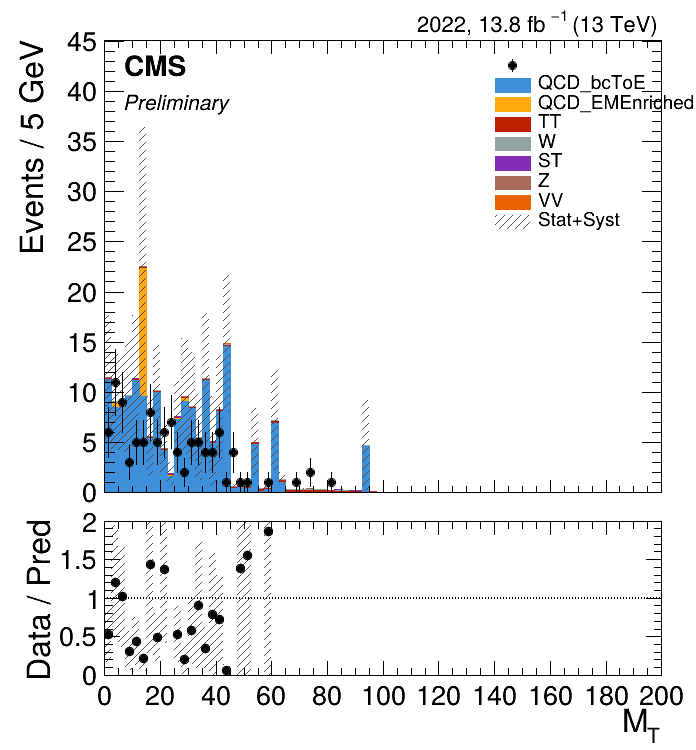 2022, 13.8 fb⁻¹ (13 TeV)
CMS
Preliminary
Events / 5 GeV
45
40
35
30
25
20
15
10
5
0
QCD_bcToE
QCD_EMEnriched
TT
W
ST
Z
VV
Stat+Syst
Data / Pred
2
1.5
1
0.5
0
0 20 40 60 80 100 120 140 160 180 200
M_T